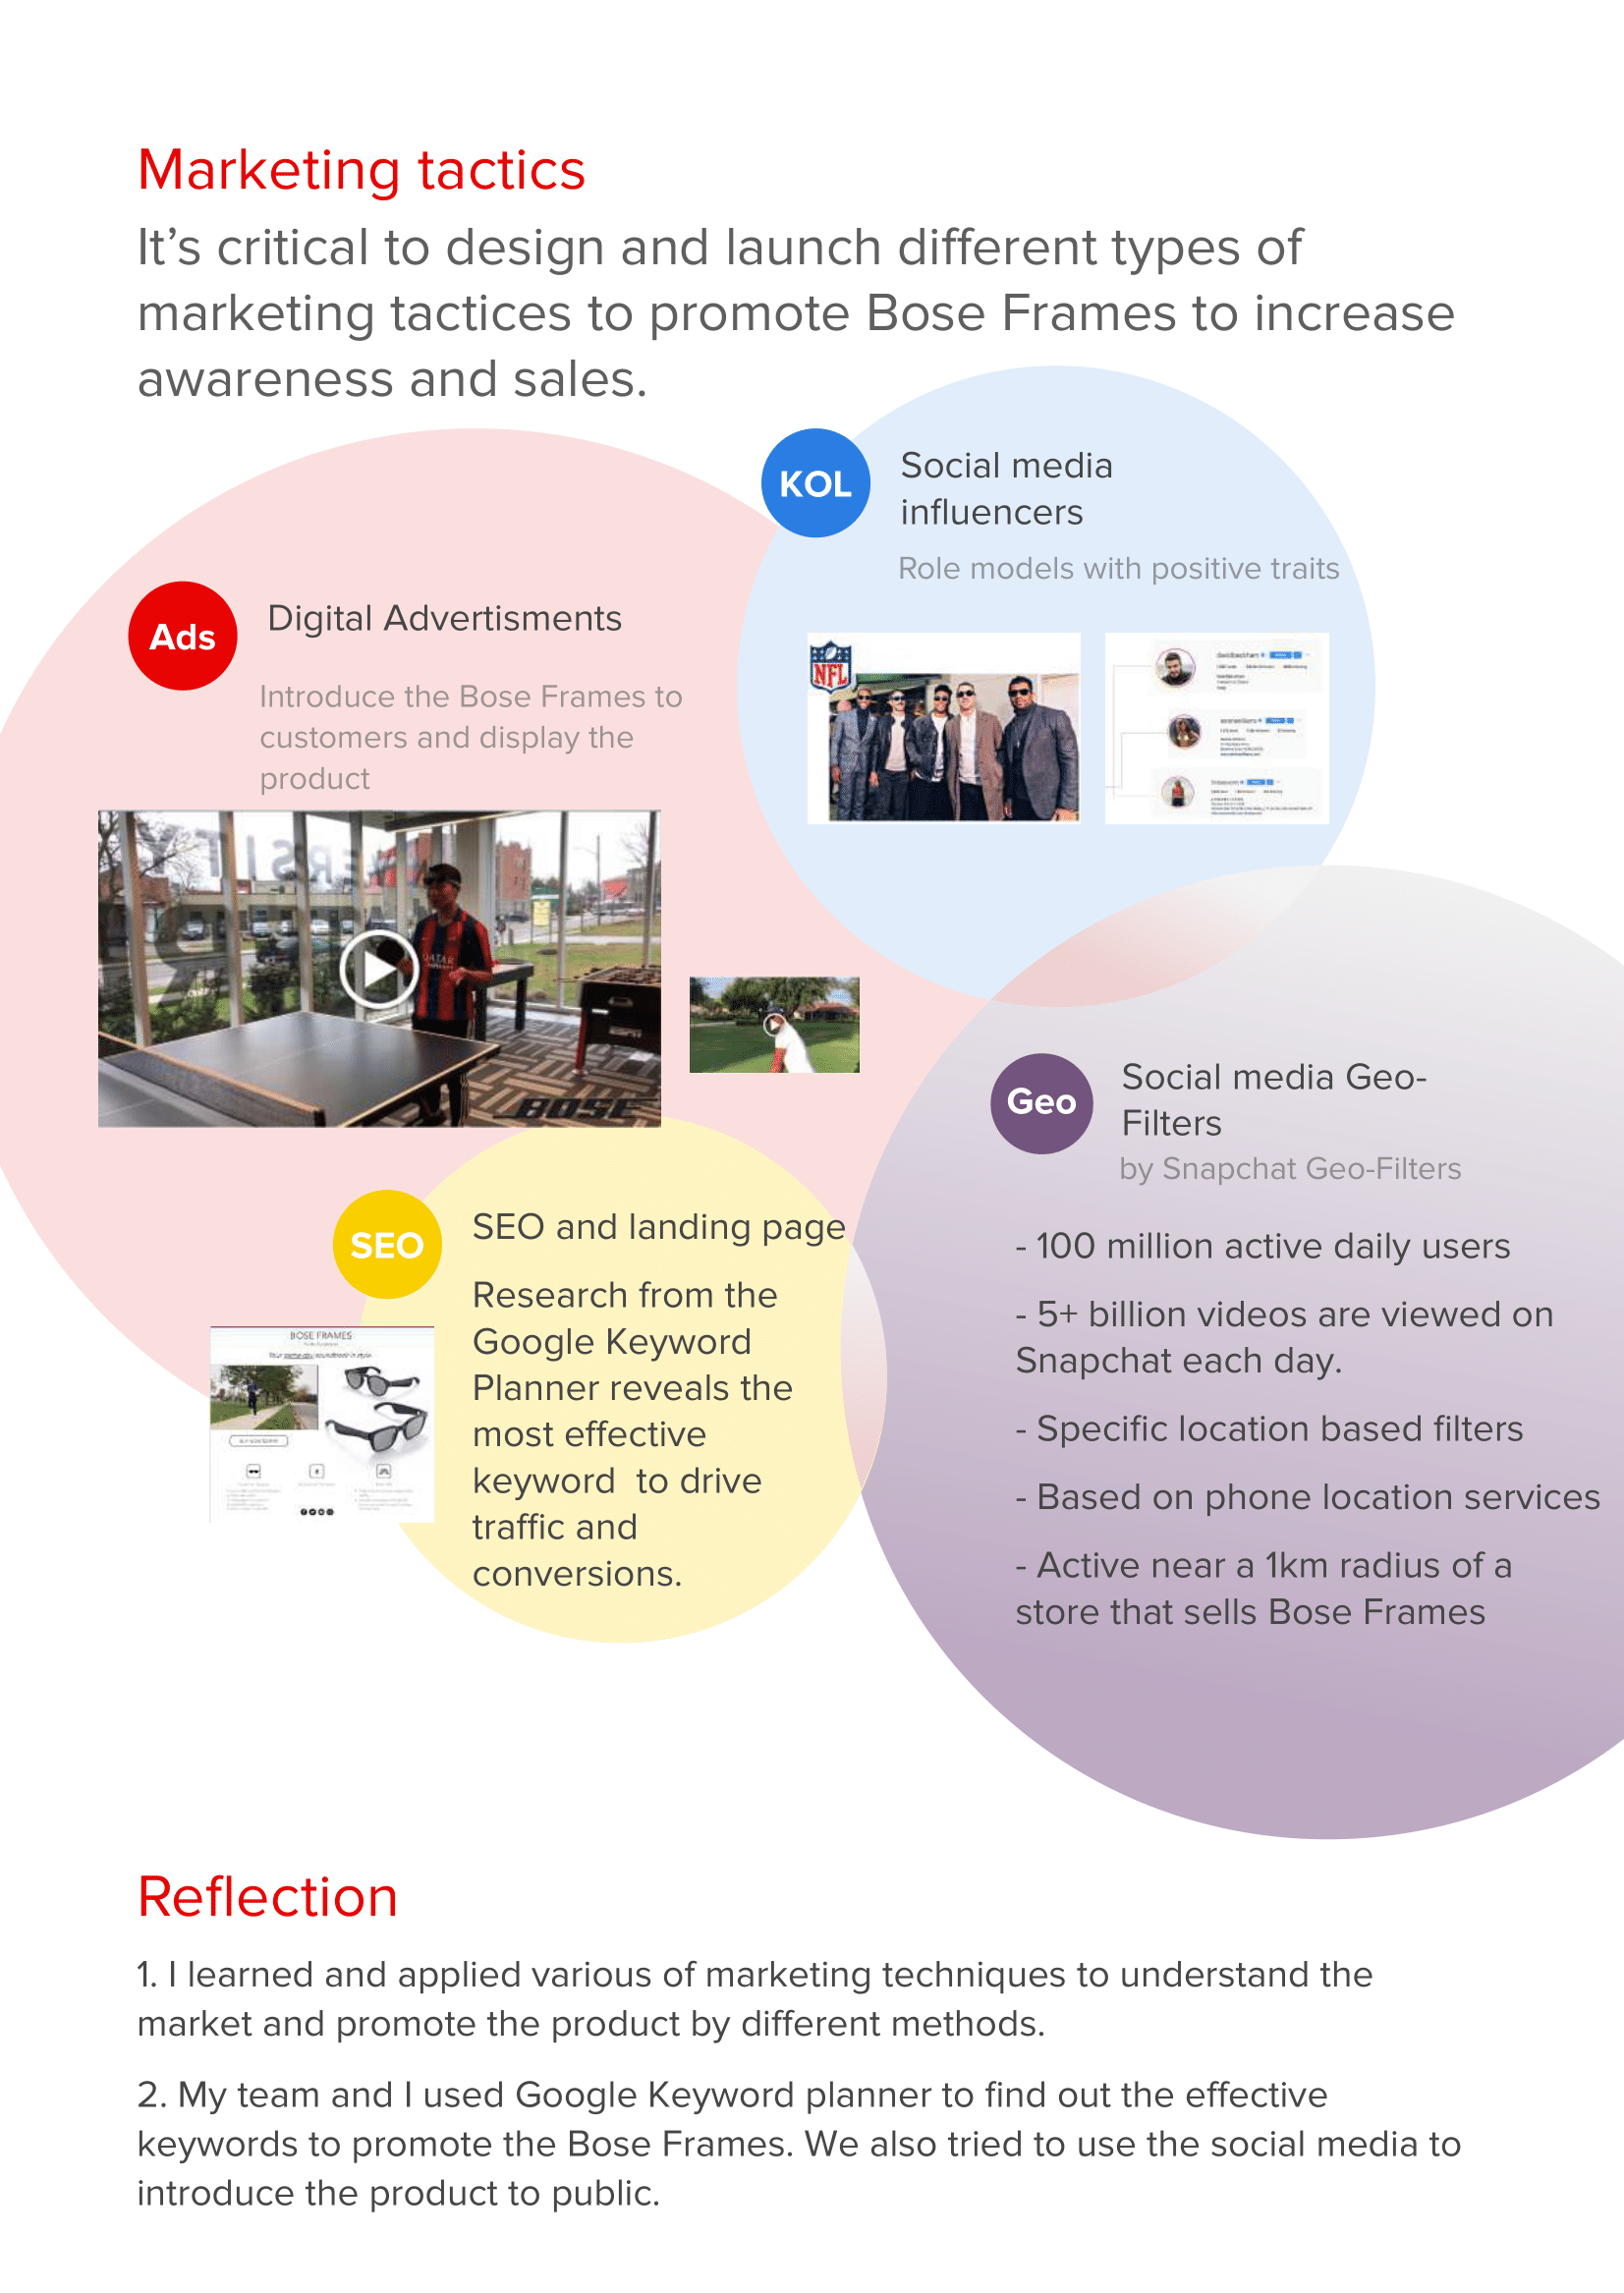 Marketing tactics
It’s critical to design and launch different types of
marketing tactices to promote Bose Frames to increase
awareness and sales.
KOL
Social media
influencers
Role models with positive traits
NFL
Ads
Digital Advertisments
Introduce the Bose Frames to
customers and display the
product
QATAR
BOSE
Geo
Social media Geo-
Filters
by Snapchat Geo-Filters
- 100 million active daily users
- 5+ billion videos are viewed on
Snapchat each day.
- Specific location based filters
- Based on phone location services
- Active near a 1km radius of a
store that sells Bose Frames
SEO
SEO and landing page
Research from the
Google Keyword
Planner reveals the
most effective
keyword  to drive
traffic and
conversions.
BOSE FRAMES
Your game-day soundtrack in style.
Reflection
1. I learned and applied various of marketing techniques to understand the
market and promote the product by different methods.
2. My team and I used Google Keyword planner to find out the effective
keywords to promote the Bose Frames. We also tried to use the social media to
introduce the product to public.